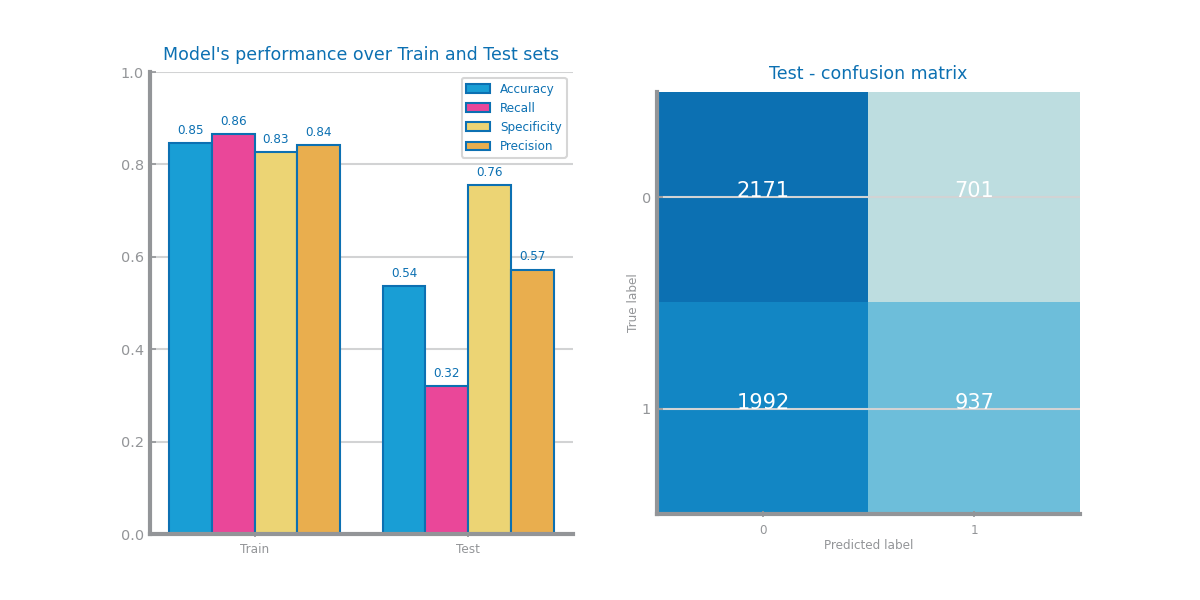 Model's performance over Train and Test sets
1.0
0.8
0.6
0.4
0.2
0.0
Accuracy
Recall
Specificity
Precision
0.85
0.86
0.83
0.84
0.54
0.32
0.76
0.57
Train
Test
Test - confusion matrix
True label
0
1
2171
701
1992
937
0
1
Predicted label